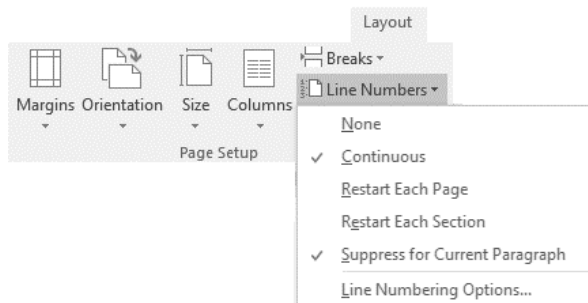 Layout
Breaks
Line Numbers
Margins Orientation Size Columns
Page Setup
None
Continuous
Restart Each Page
Restart Each Section
Suppress for Current Paragraph
Line Numbering Options...